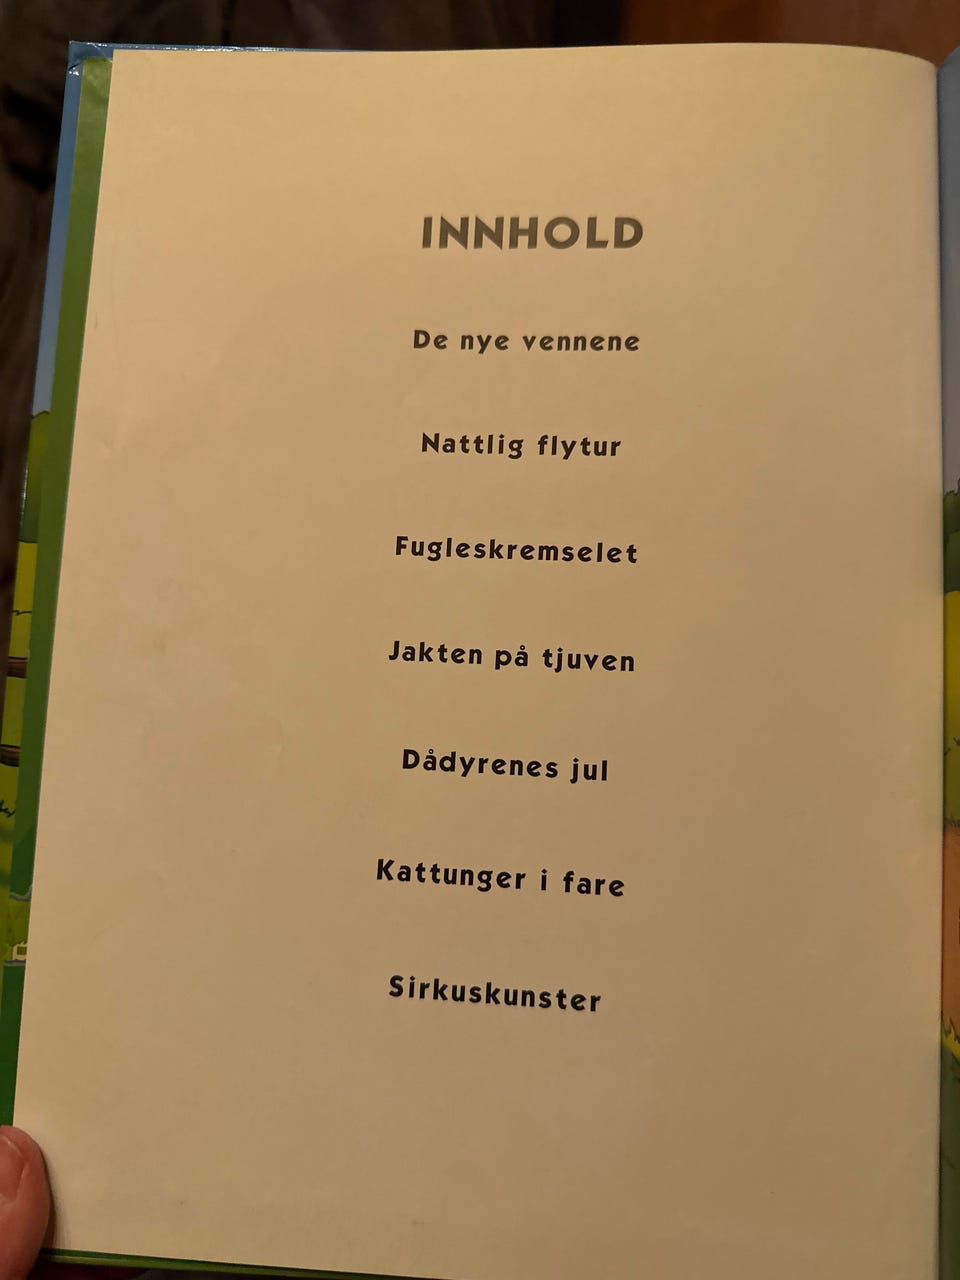 INNHOLD
De nye vennene
Nattlig flytur
Fugleskremselet
Jakten på tjuven
Dådyrenes jul
Kattunger i fare
Sirkuskunster